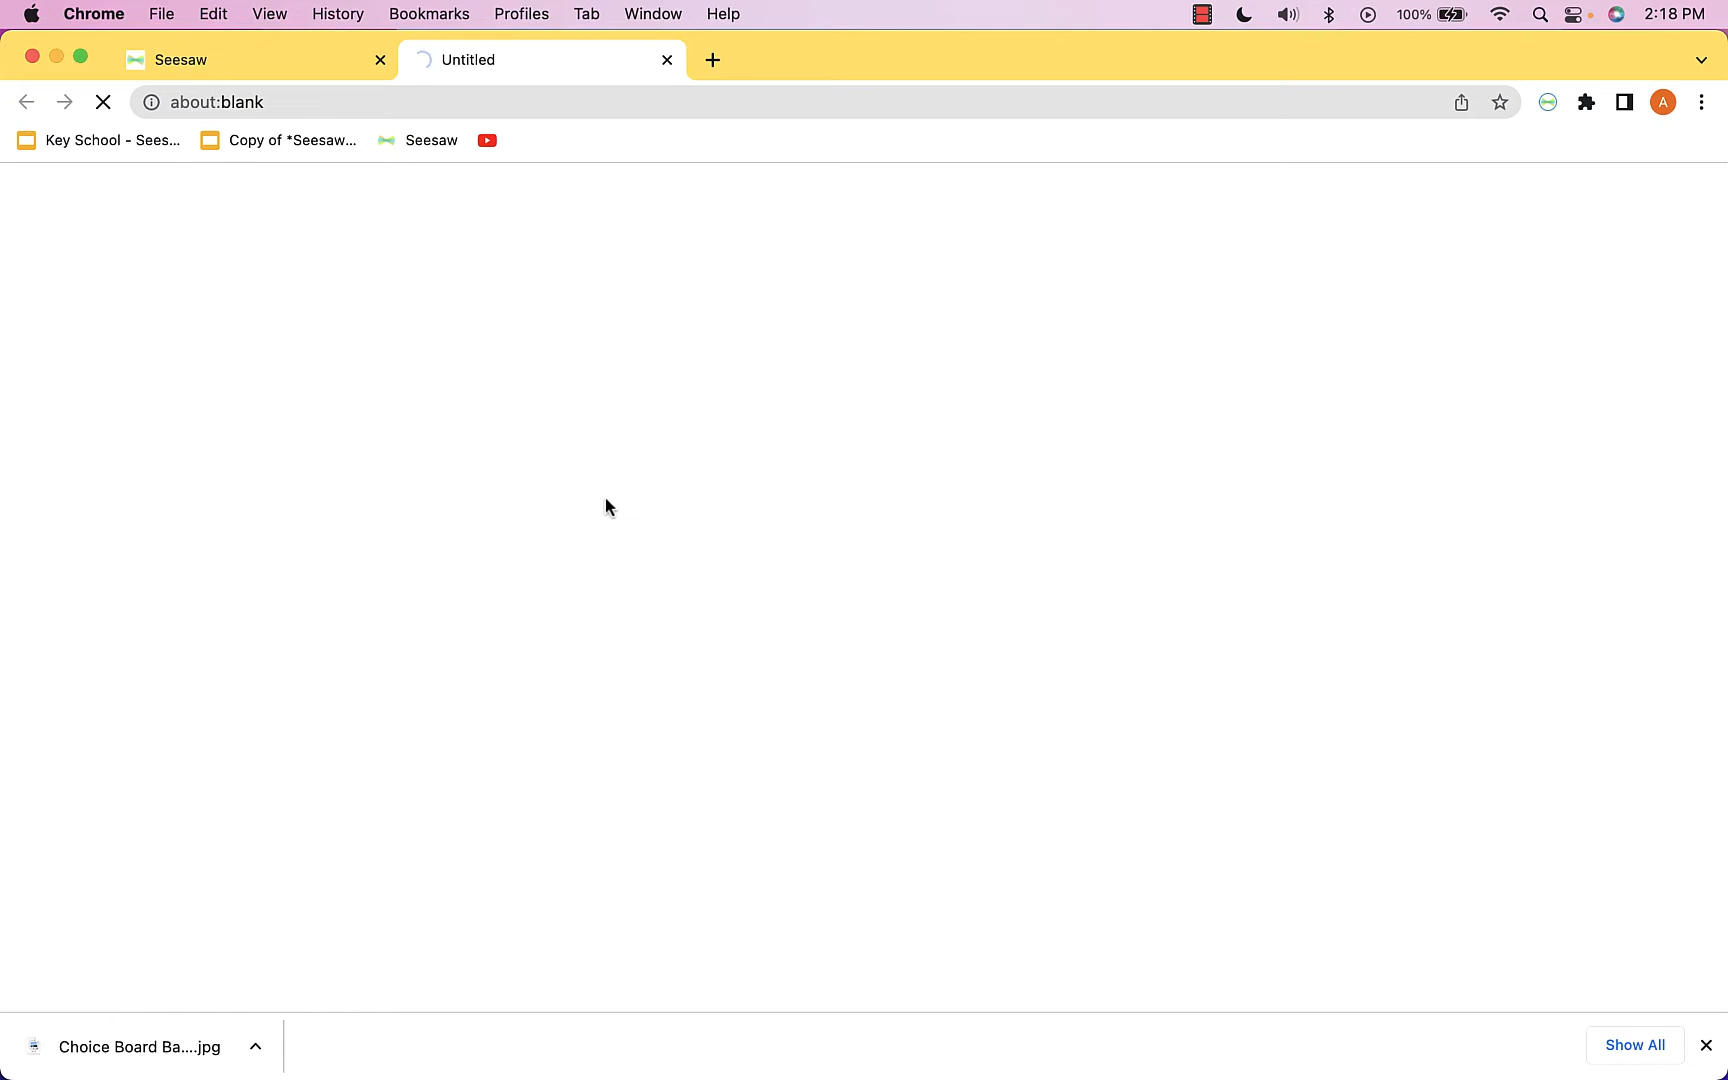 Chrome File Edit View History Bookmarks Profiles Tab Window Help 100% 2:18 PM
Seesaw Untitled
about:blank A
Key School - Sees... Copy of *Seesaw... Seesaw
Choice Board Ba....jpg Show All